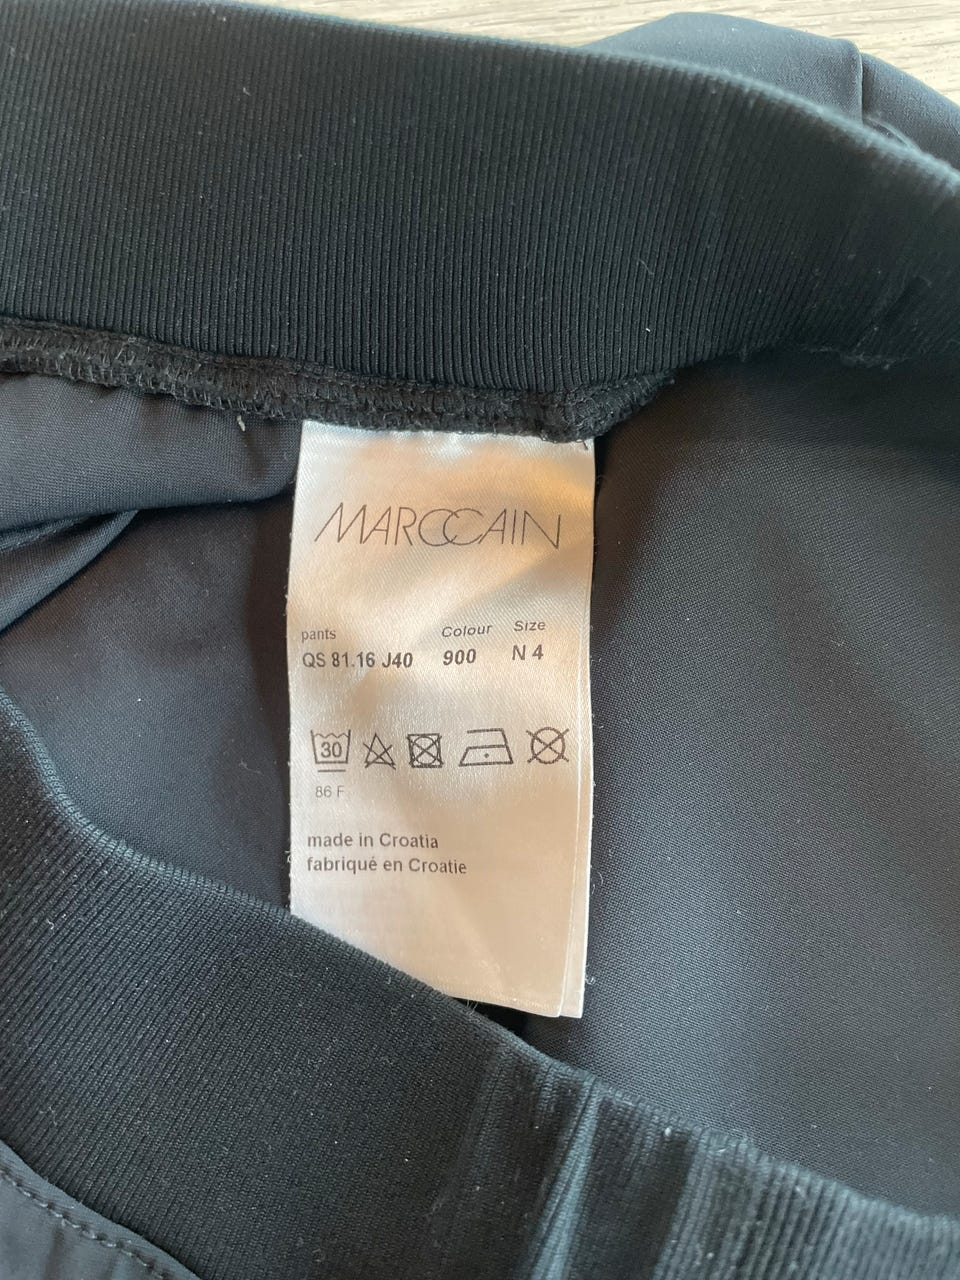 MARCCAIN
pants Colour Size
QS 81.16 J40 900 N 4
30
86 F
made in Croatia
fabriqué en Croatie